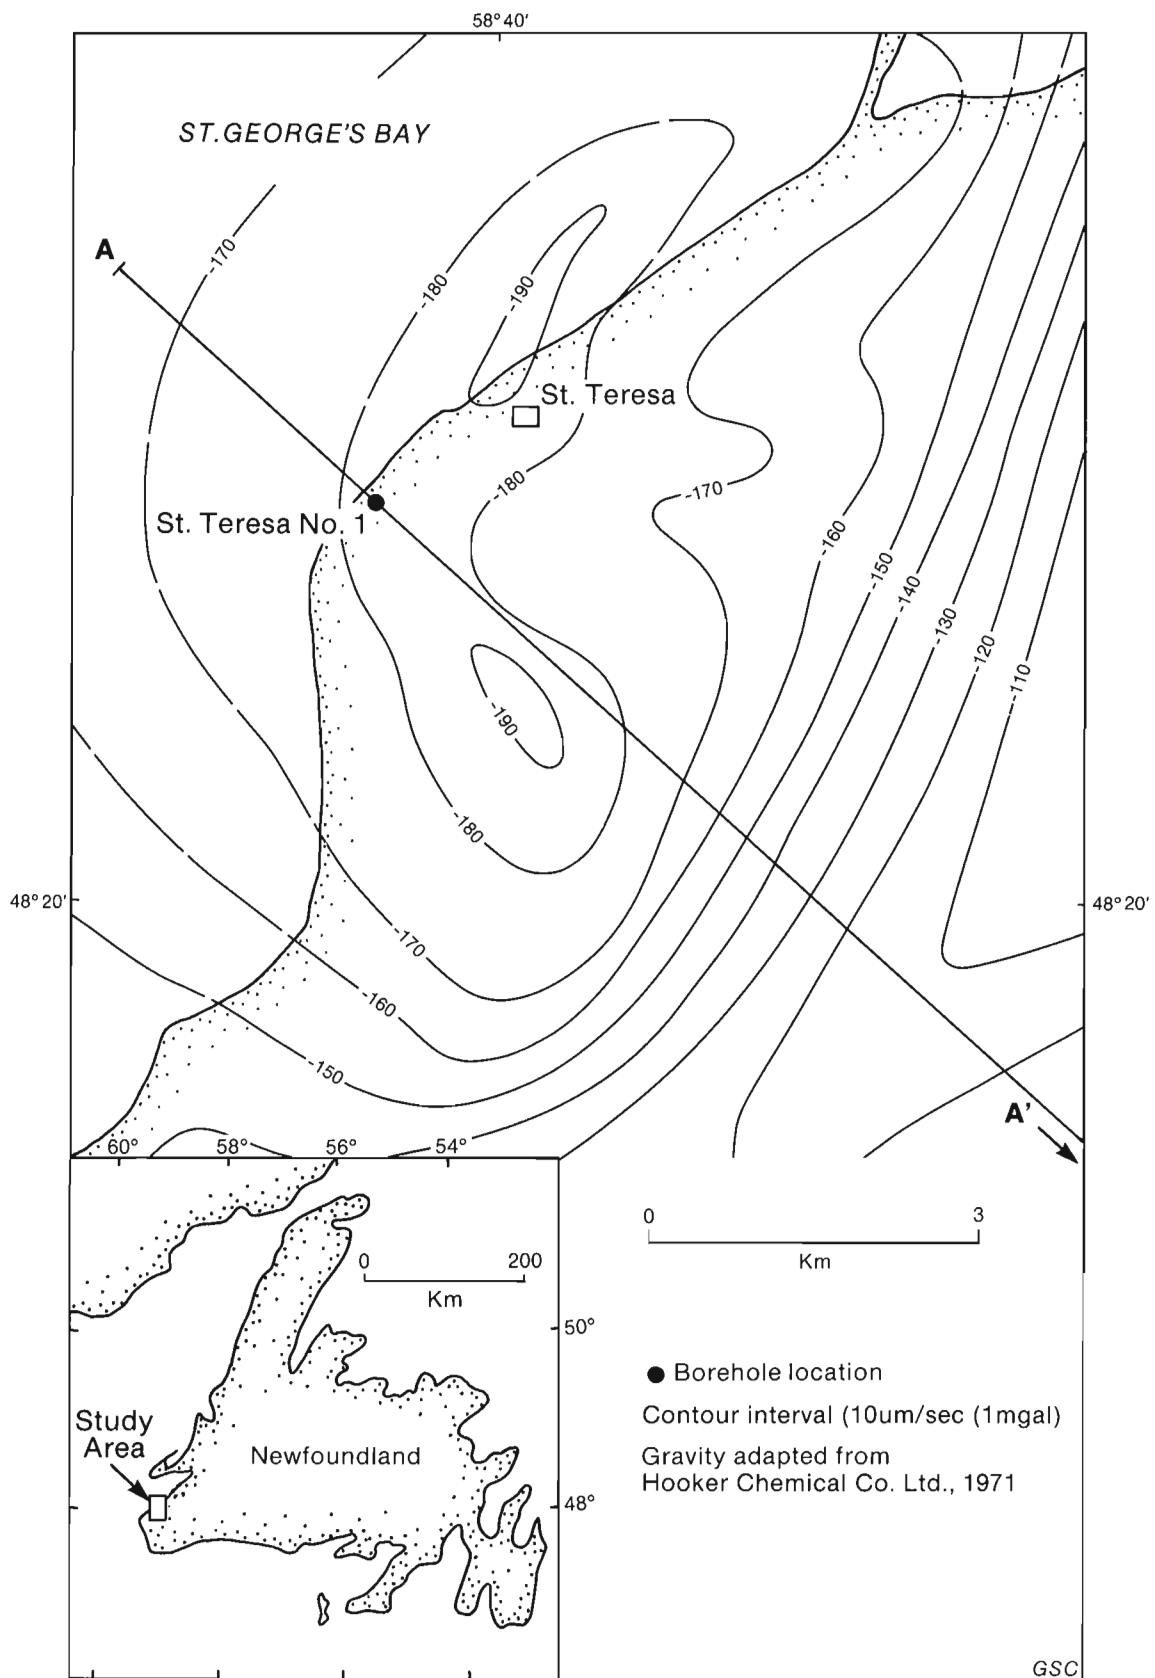 58°40'
ST. GEORGE'S BAY
A
-170
-180
-190
St. Teresa
-180
-170
St. Teresa No. 1
-160
-150
-140
-130
-120
-110
-190
-180
48°20'
48°20'
-170
-160
-150
A'
60°
58°
56°
54°
0
3
Km
0
200
Km
50°
Borehole location
Contour interval (10um/sec (1mgal)
Study
Area
Newfoundland
Gravity adapted from
Hooker Chemical Co. Ltd., 1971
48°
GSC